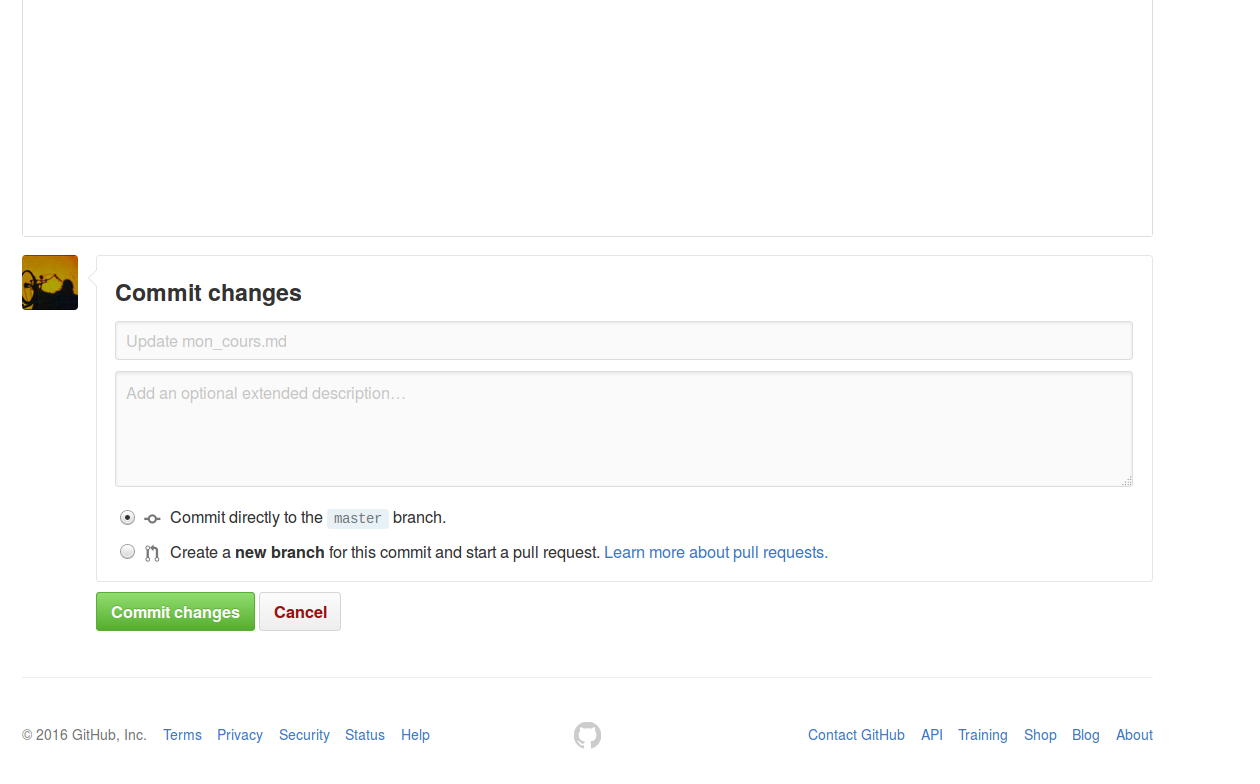 Commit changes
Update mon_cours.md
Add an optional extended description…
Commit directly to the master branch.
Create a new branch for this commit and start a pull request. Learn more about pull requests.
Commit changes Cancel
© 2016 GitHub, Inc. Terms Privacy Security Status Help Contact GitHub API Training Shop Blog About